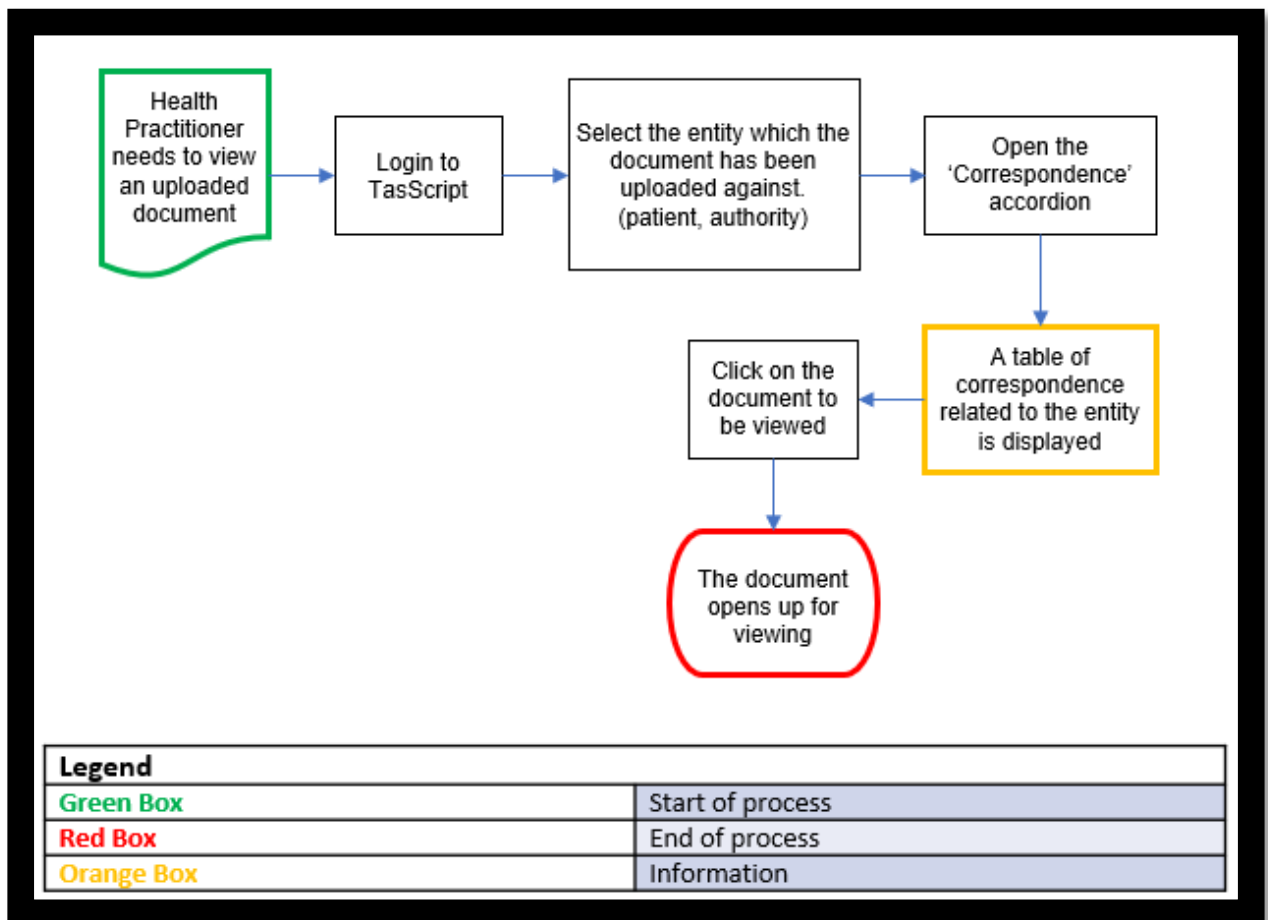 Health
Practitioner
needs to view
an uploaded
document
Login to
TasScript
Select the entity which the
document has been
uploaded against.
(patient, authority)
Open the
‘Correspondence’
accordion
A table of
correspondence
related to the entity
is displayed
Click on the
document to
be viewed
The document
opens up for
viewing
Legend
Green Box Start of process
Red Box End of process
Orange Box Information